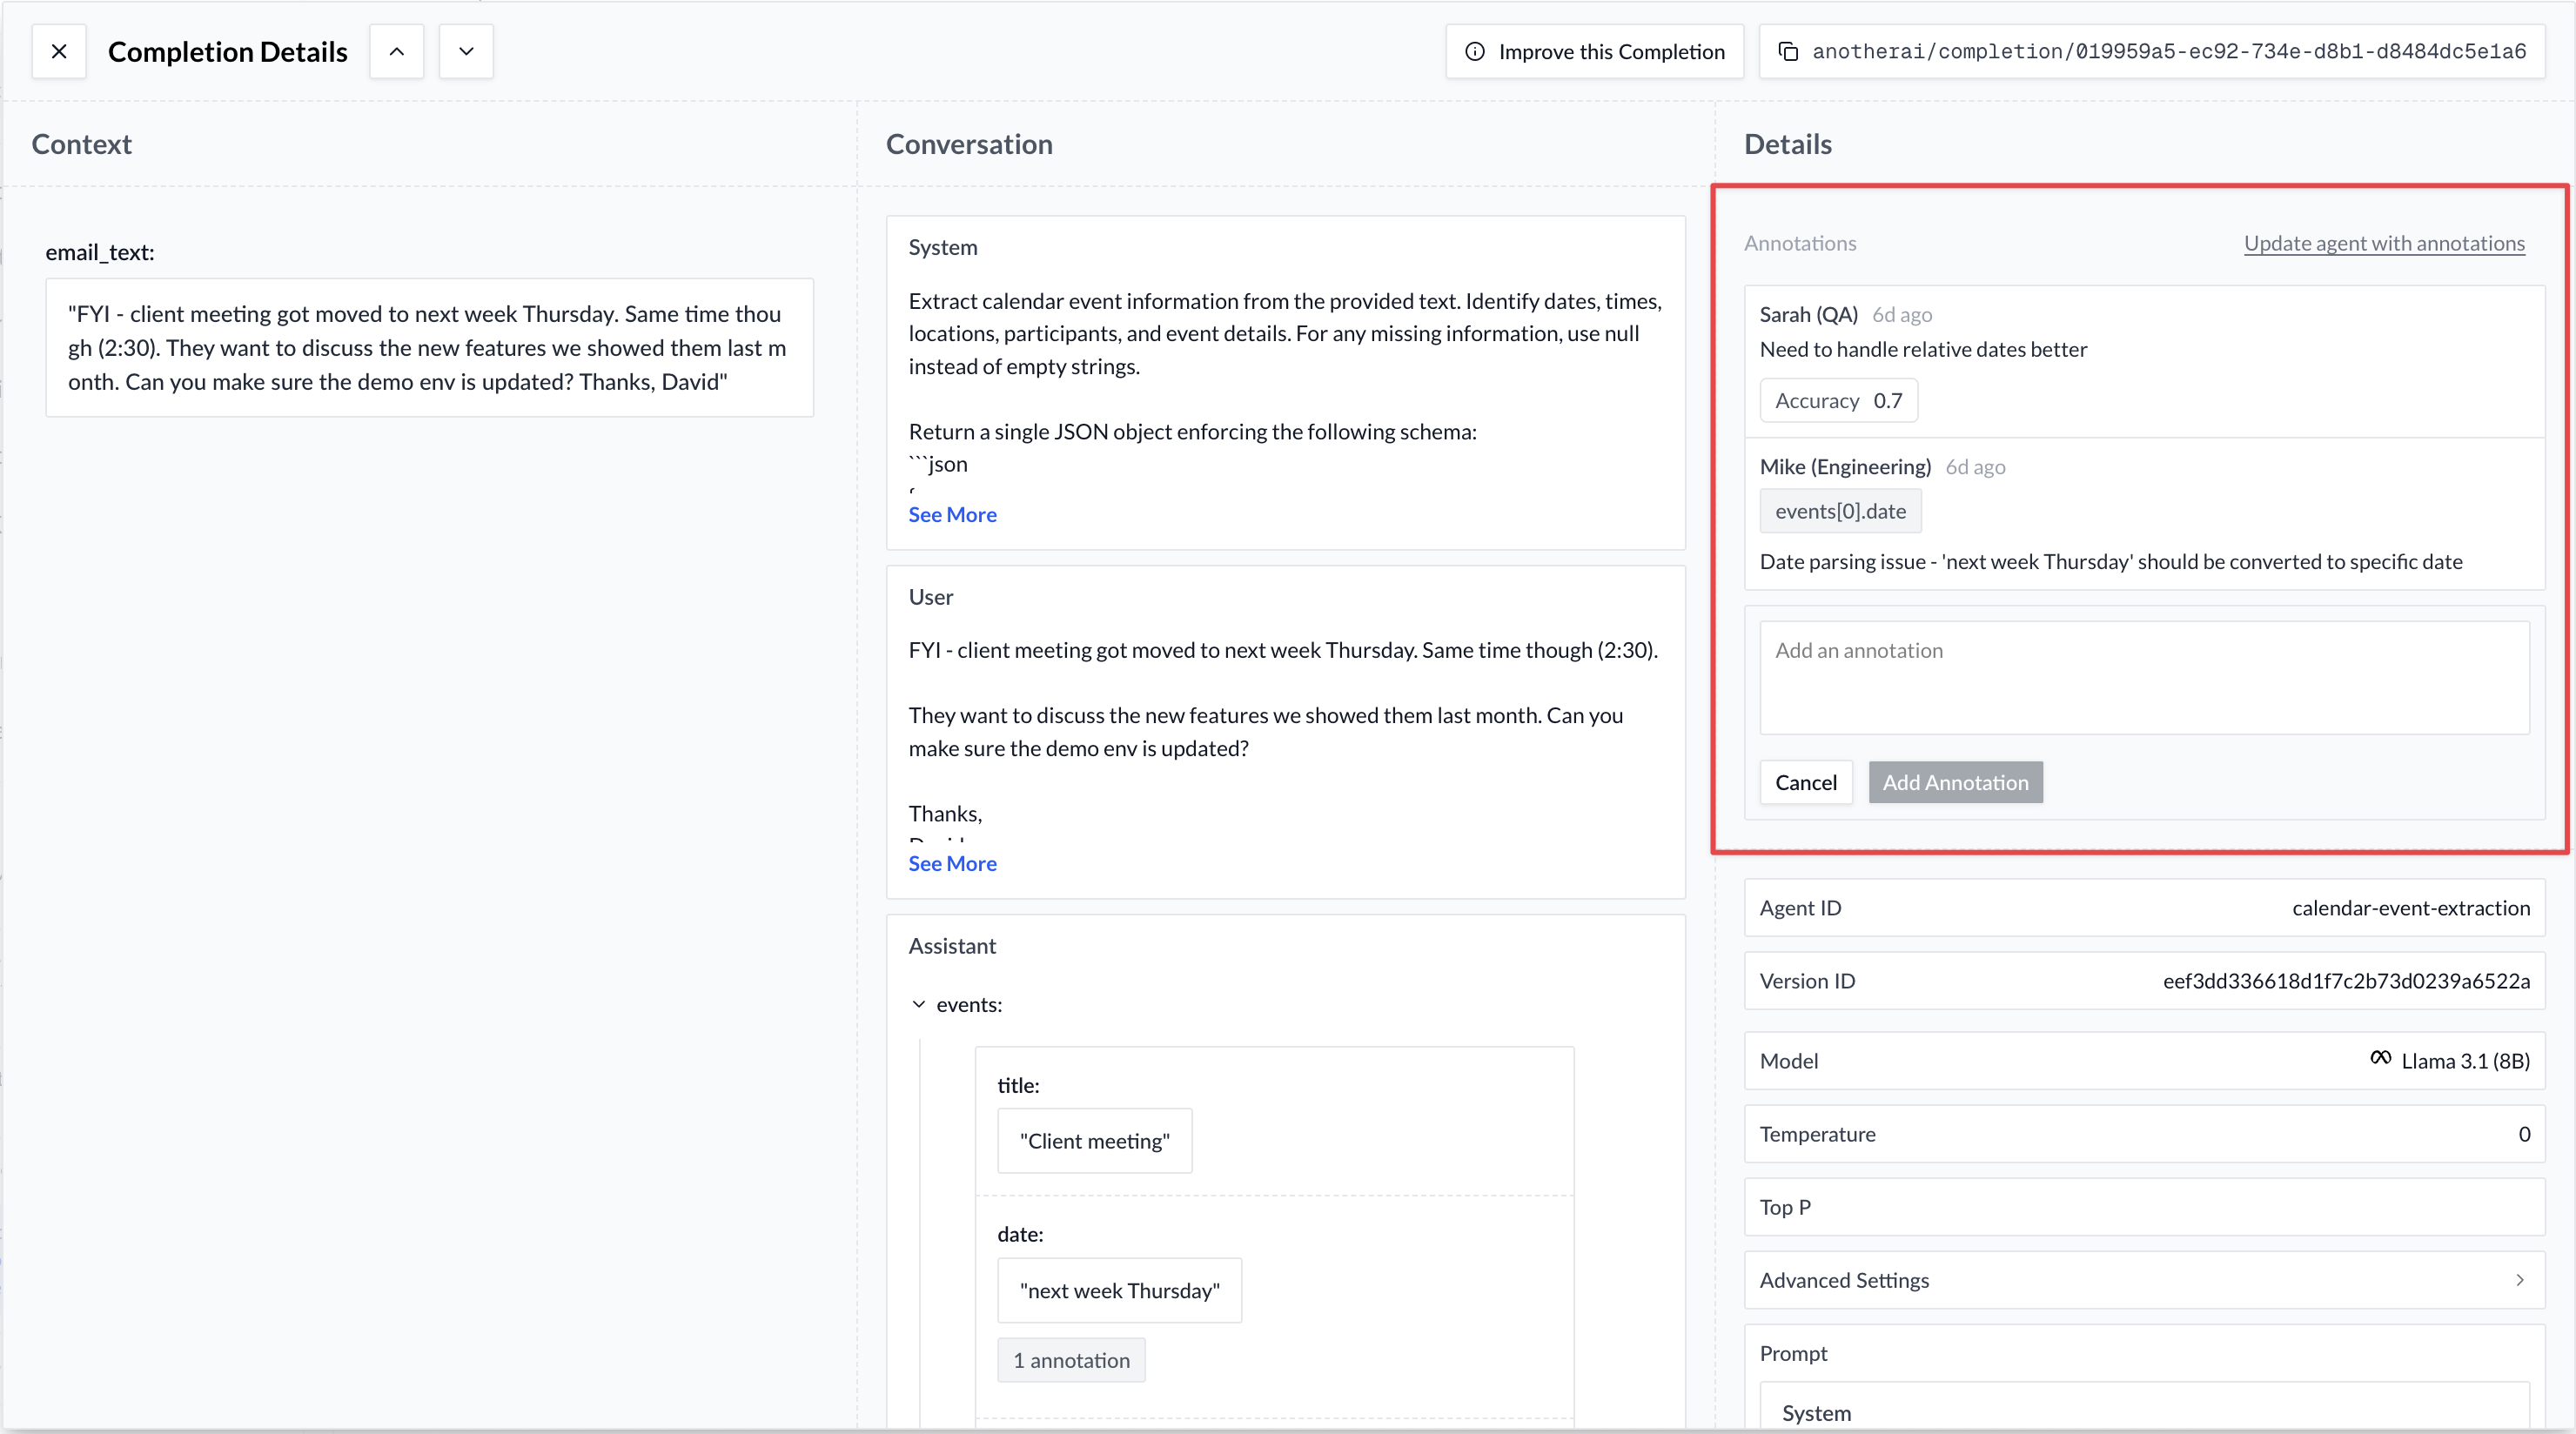 Completion Details
Improve this Completion
anotherai/completion/019959a5-ec92-734e-d8b1-d8484dc5e1a6
Context
email_text:
"FYI - client meeting got moved to next week Thursday. Same time thou
gh (2:30). They want to discuss the new features we showed them last m
onth. Can you make sure the demo env is updated? Thanks, David"
Conversation
System
Extract calendar event information from the provided text. Identify dates, times,
locations, participants, and event details. For any missing information, use null
instead of empty strings.
Return a single JSON object enforcing the following schema:
```json
See More
User
FYI - client meeting got moved to next week Thursday. Same time though (2:30).
They want to discuss the new features we showed them last month. Can you
make sure the demo env is updated?
Thanks,
See More
Assistant
events:
title:
"Client meeting"
date:
"next week Thursday"
1 annotation
Details
Annotations
Update agent with annotations
Sarah (QA) 6d ago
Need to handle relative dates better
Accuracy 0.7
Mike (Engineering) 6d ago
events[0].date
Date parsing issue - 'next week Thursday' should be converted to specific date
Add an annotation
Cancel
Add Annotation
Agent ID calendar-event-extraction
Version ID eef3dd336618d1f7c2b73d0239a6522a
Model Llama 3.1 (8B)
Temperature 0
Top P
Advanced Settings
Prompt
System